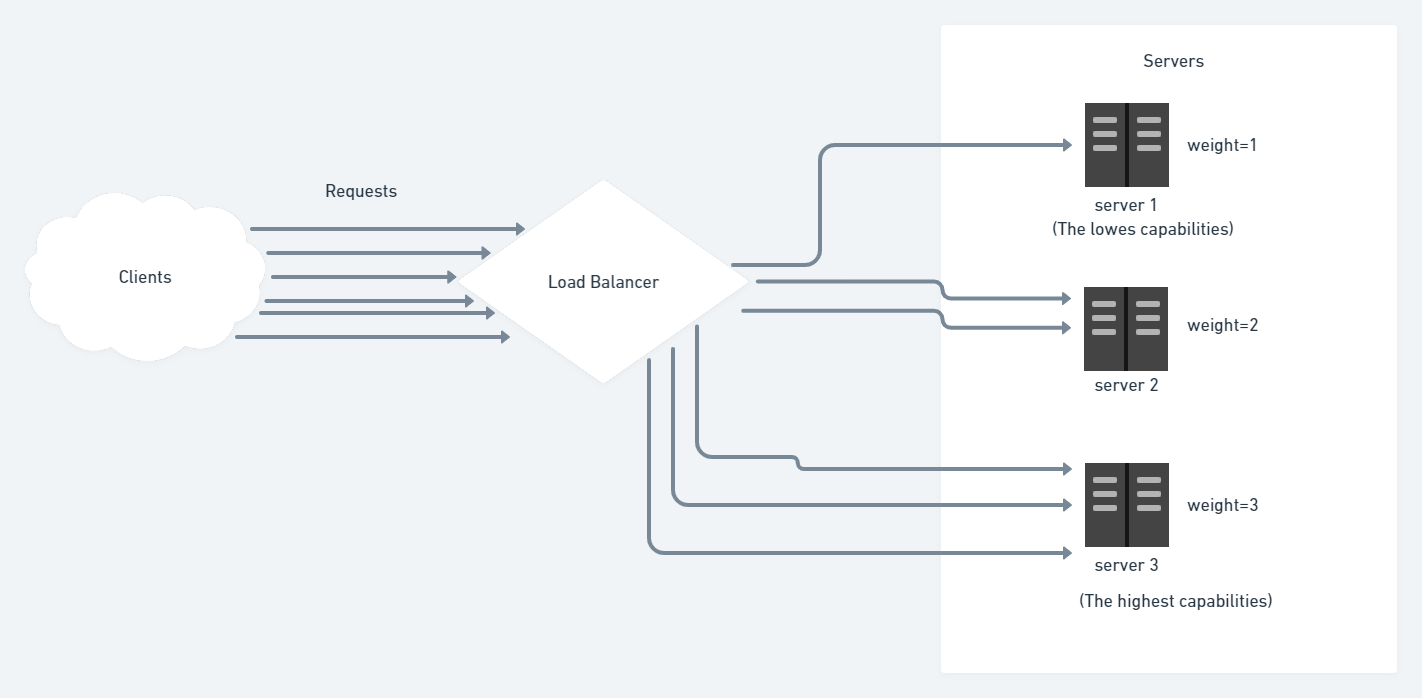 Servers
weight=1
server 1
(The lowes capabilities)
Requests
Clients
Load Balancer
weight=2
server 2
weight=3
server 3
(The highest capabilities)